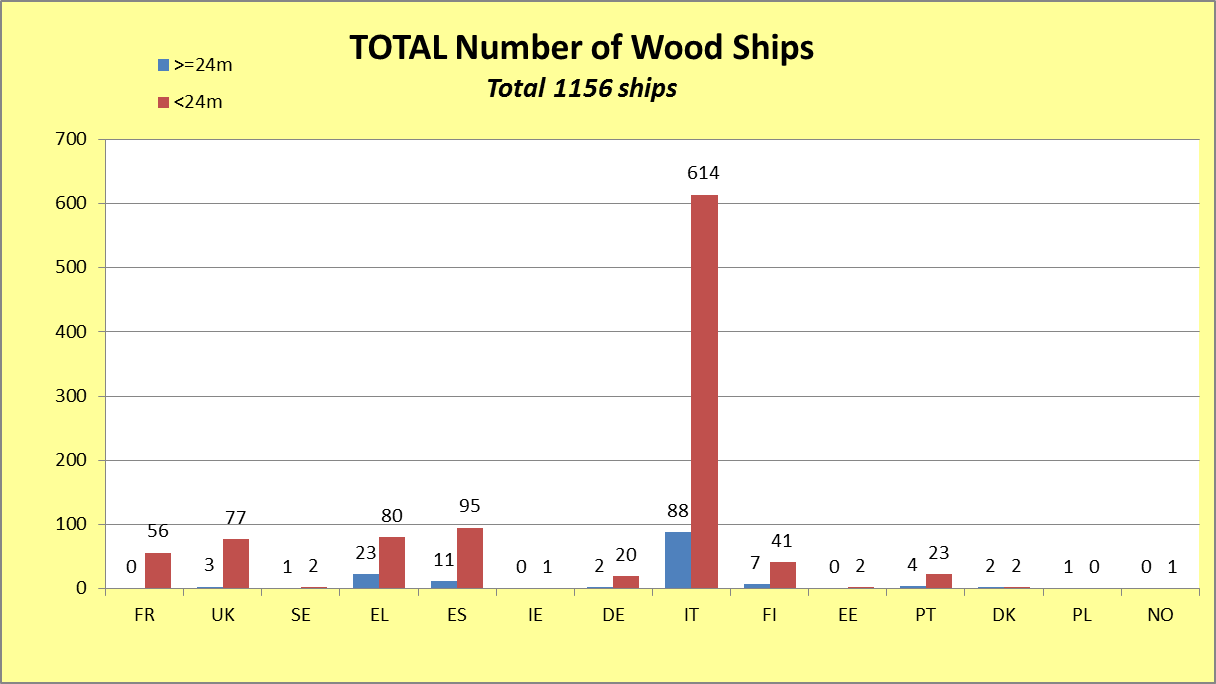 TOTAL Number of Wood Ships
Total 1156 ships
>=24m
<24m
700
600
500
400
300
200
100
0
0 56 3 77 1 2 23 80 11 95 0 1 2 20 88 614 7 41 0 2 4 23 2 2 1 0 0 1
FR UK SE EL ES IE DE IT FI EE PT DK PL NO